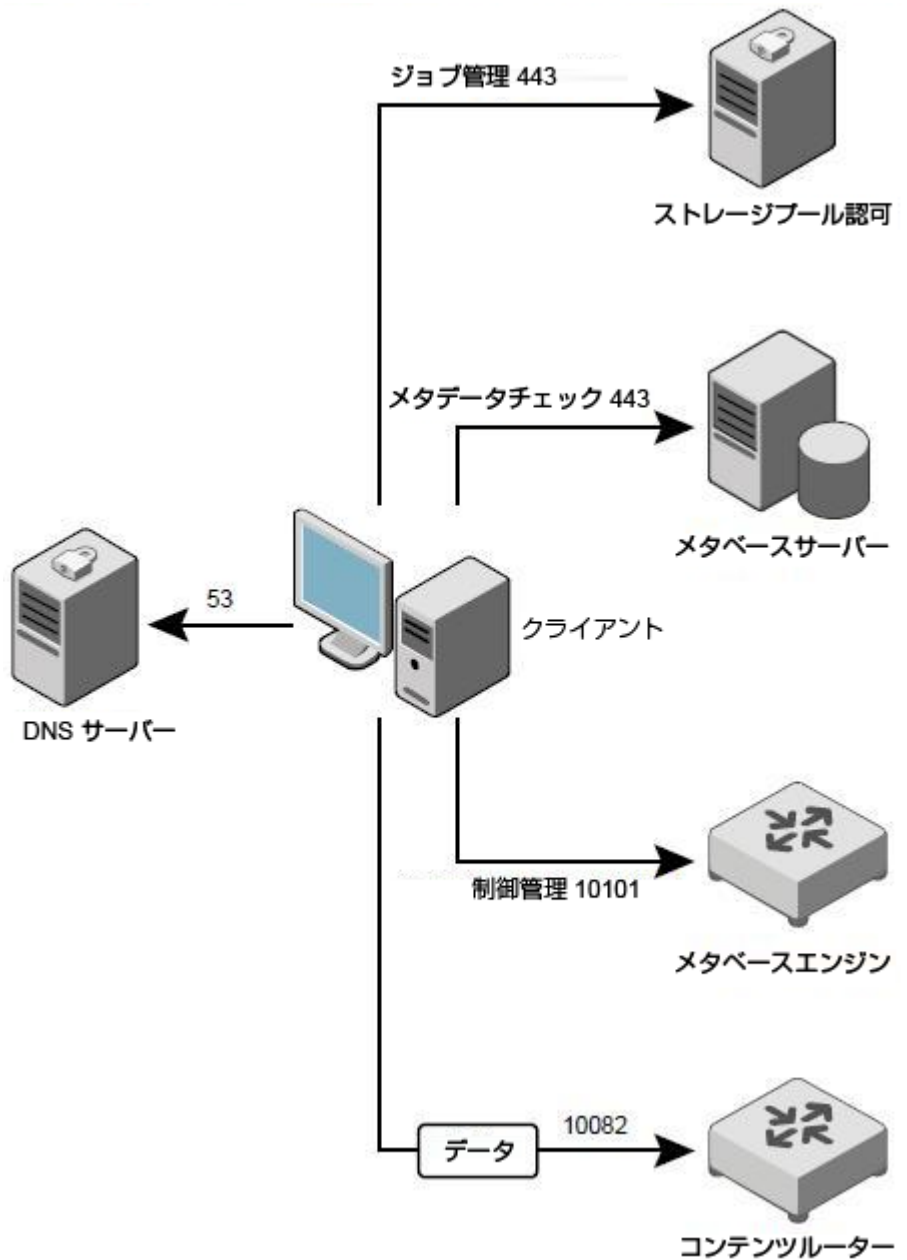 ジョブ管理 443
ストレージプール認可
メタデータチェック 443
メタベースサーバー
53
クライアント
DNS サーバー
制御管理 10101
メタベースエンジン
10082
データ
コンテンツルーター